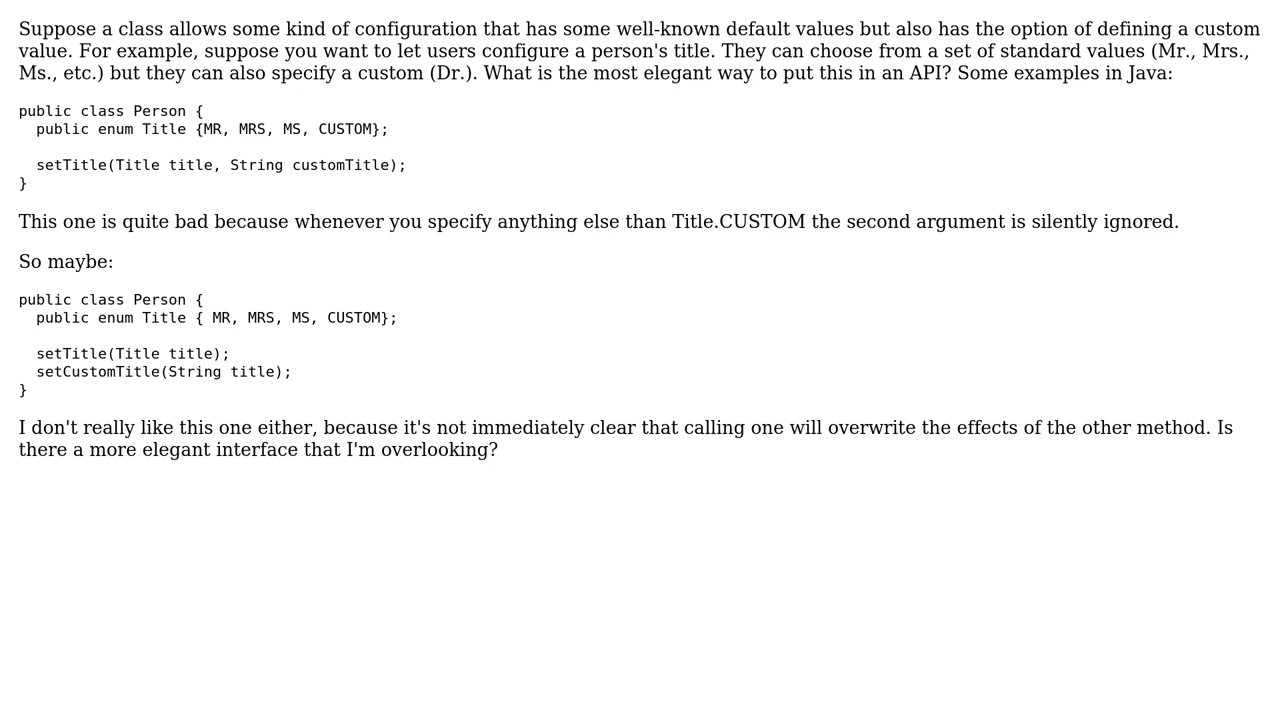 Suppose a class allows some kind of configuration that has some well-known default values but also has the option of defining a custom
value. For example, suppose you want to let users configure a person's title. They can choose from a set of standard values (Mr., Mrs.,
Ms., etc.) but they can also specify a custom (Dr.). What is the most elegant way to put this in an API? Some examples in Java:
public class Person {
  public enum Title {MR, MRS, MS, CUSTOM};
  setTitle(Title title, String customTitle);
}
This one is quite bad because whenever you specify anything else than Title.CUSTOM the second argument is silently ignored.
So maybe:
public class Person {
  public enum Title { MR, MRS, MS, CUSTOM};
  setTitle(Title title);
  setCustomTitle(String title);
}
I don't really like this one either, because it's not immediately clear that calling one will overwrite the effects of the other method. Is
there a more elegant interface that I'm overlooking?